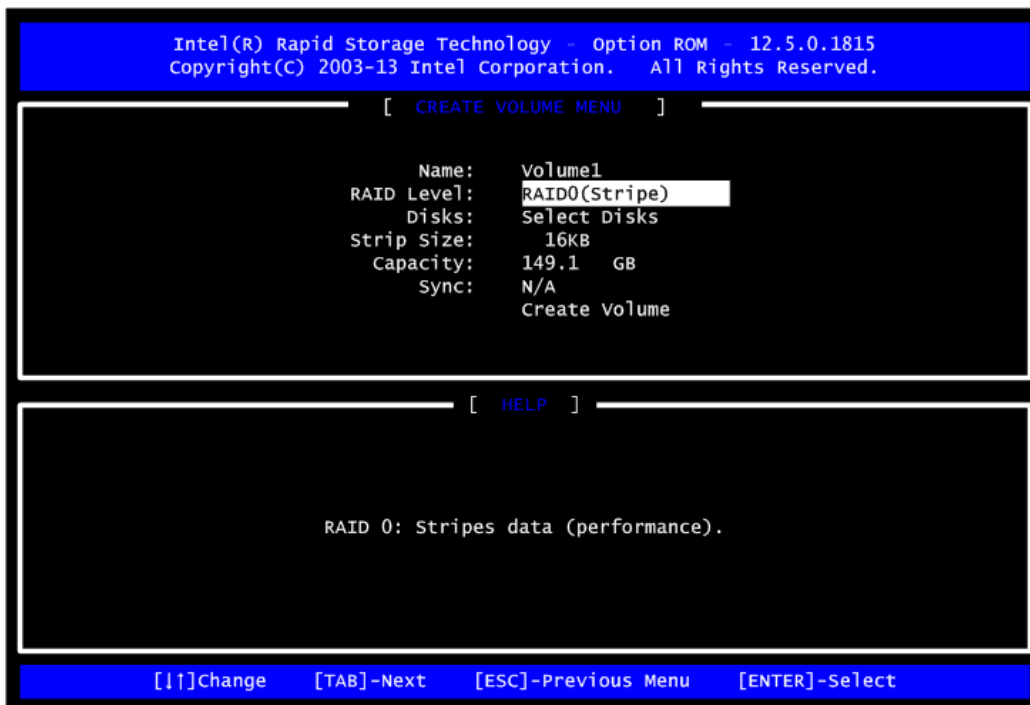 Intel(R) Rapid Storage Technology - Option ROM - 12.5.0.1815
Copyright(C) 2003-13 Intel Corporation. All Rights Reserved.
[ CREATE VOLUME MENU ]
Name: Volume1
RAID Level: RAID0(Stripe)
Disks: Select Disks
Strip Size: 16KB
Capacity: 149.1 GB
Sync: N/A
Create Volume
[ HELP ]
RAID 0: Stripes data (performance).
[↓↑]Change [TAB]-Next [ESC]-Previous Menu [ENTER]-Select